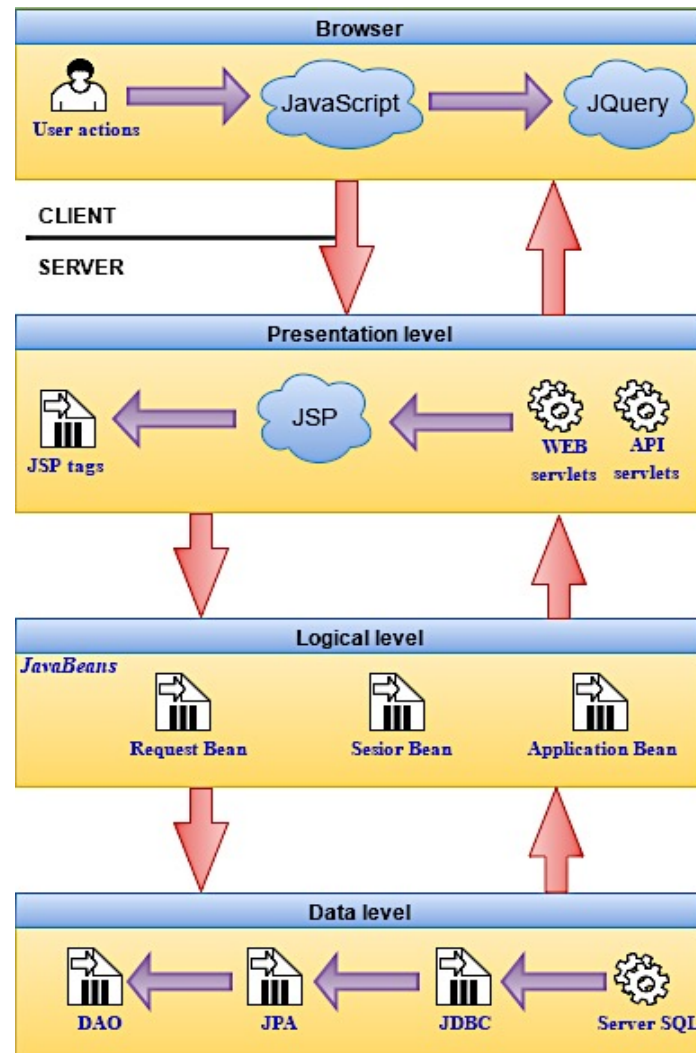 Browser
User actions
JavaScript
JQuery
CLIENT
SERVER
Presentation level
JSP tags
JSP
WEB
servlets
API
servlets
Logical level
JavaBeans
Request Bean
Sesior Bean
Application Bean
Data level
DAO
JPA
JDBC
Server SQL